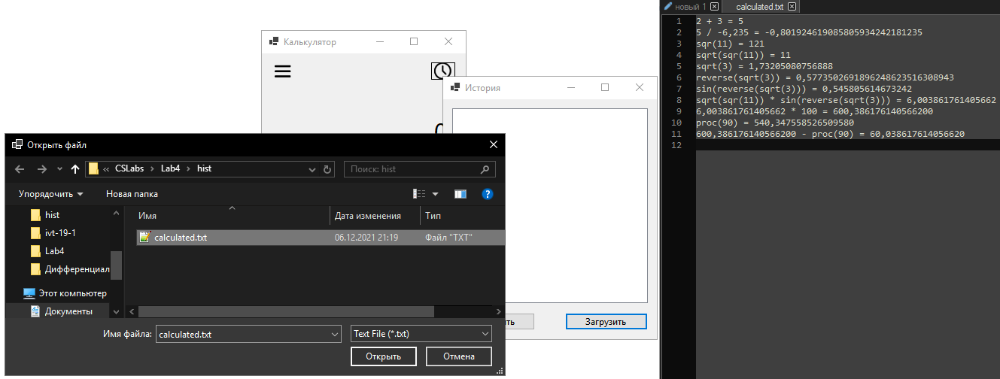 Калькулятор
0
История
ть
Загрузить
Открыть файл
« CSLabs > Lab4 > hist
Поиск: hist
Упорядочить
Новая папка
hist
ivt-19-1
Lab4
Дифференциал
Этот компьютер
Документы
Имя
Дата изменения
Тип
calculated.txt
06.12.2021 21:19
Файл "TXT"
Имя файла:
calculated.txt
Text File (*.txt)
Открыть
Отмена
новый 1
calculated.txt
1 2 + 3 = 5
2 5 / -6,235 = -0,801924619085805934242181235
3 sqr(11) = 121
4 sqrt(sqr(11)) = 11
5 sqrt(3) = 1,73205080756888
6 reverse(sqrt(3)) = 0,5773502691896248623516308943
7 sin(reverse(sqrt(3))) = 0,545805614673242
8 sqrt(sqr(11)) * sin(reverse(sqrt(3))) = 6,003861761405662
9 6,003861761405662 * 100 = 600,386176140566200
10 proc(90) = 540,347558526509580
11 600,386176140566200 - proc(90) = 60,038617614056620
12